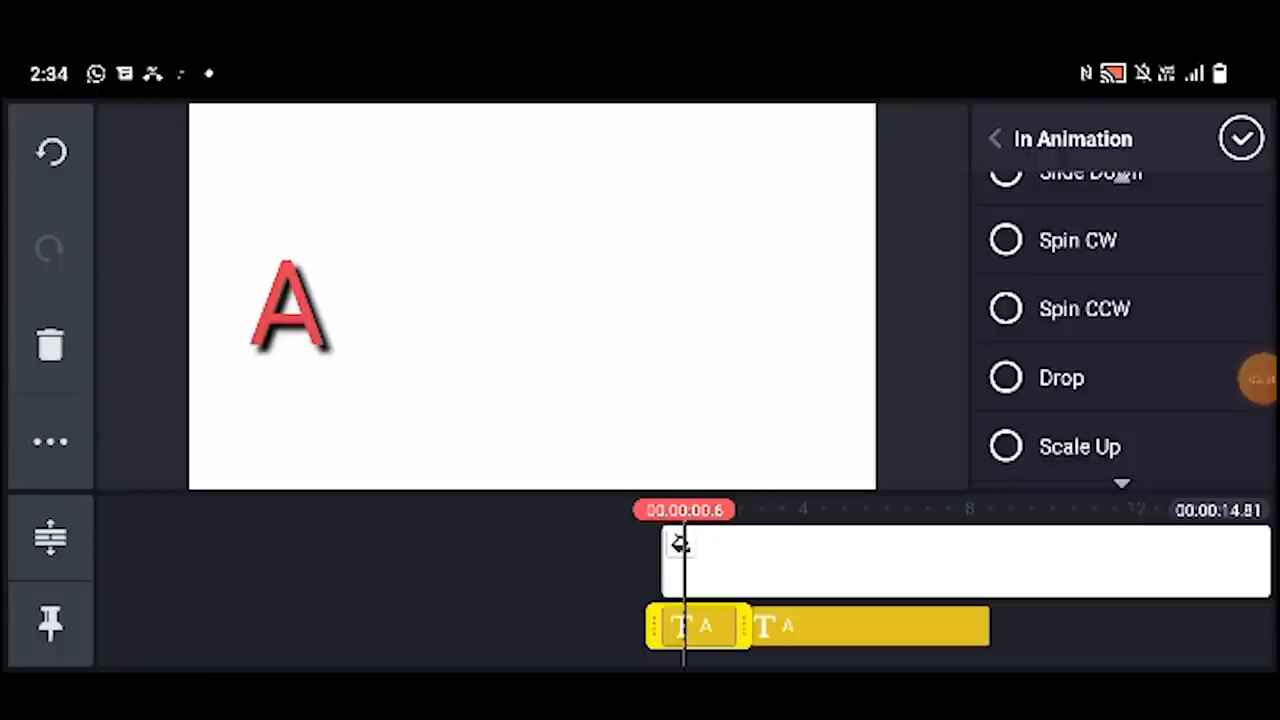 2:34
In Animation
Slide Down
Spin CW
Spin CCW
Drop
Scale Up
A
00:00:00.6
4
8
12
00:00:14.81
T A
T A